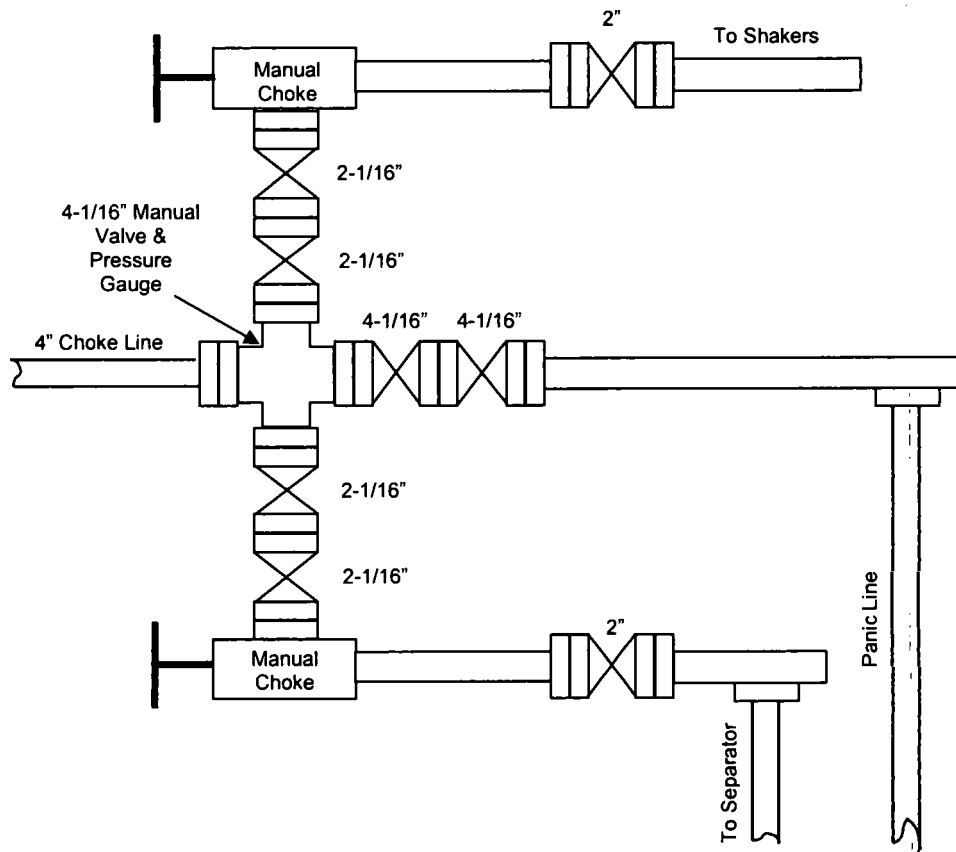 2"
To Shakers
Manual
Choke
2-1/16"
4-1/16" Manual
Valve &
Pressure
Gauge
2-1/16"
4" Choke Line
4-1/16"
4-1/16"
2-1/16"
2-1/16"
2"
Manual
Choke
To Separator
Panic Line